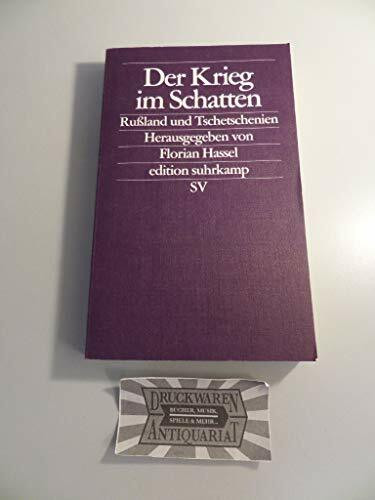 Der Krieg
im Schatten
Rußland und Tschetschenien
Herausgegeben von
Florian Hassel
edition suhrkamp
SV
DRUCKWAREN
BÜCHER, MUSIK,
SPIELE & MEHR...
ANTIQUARIAT